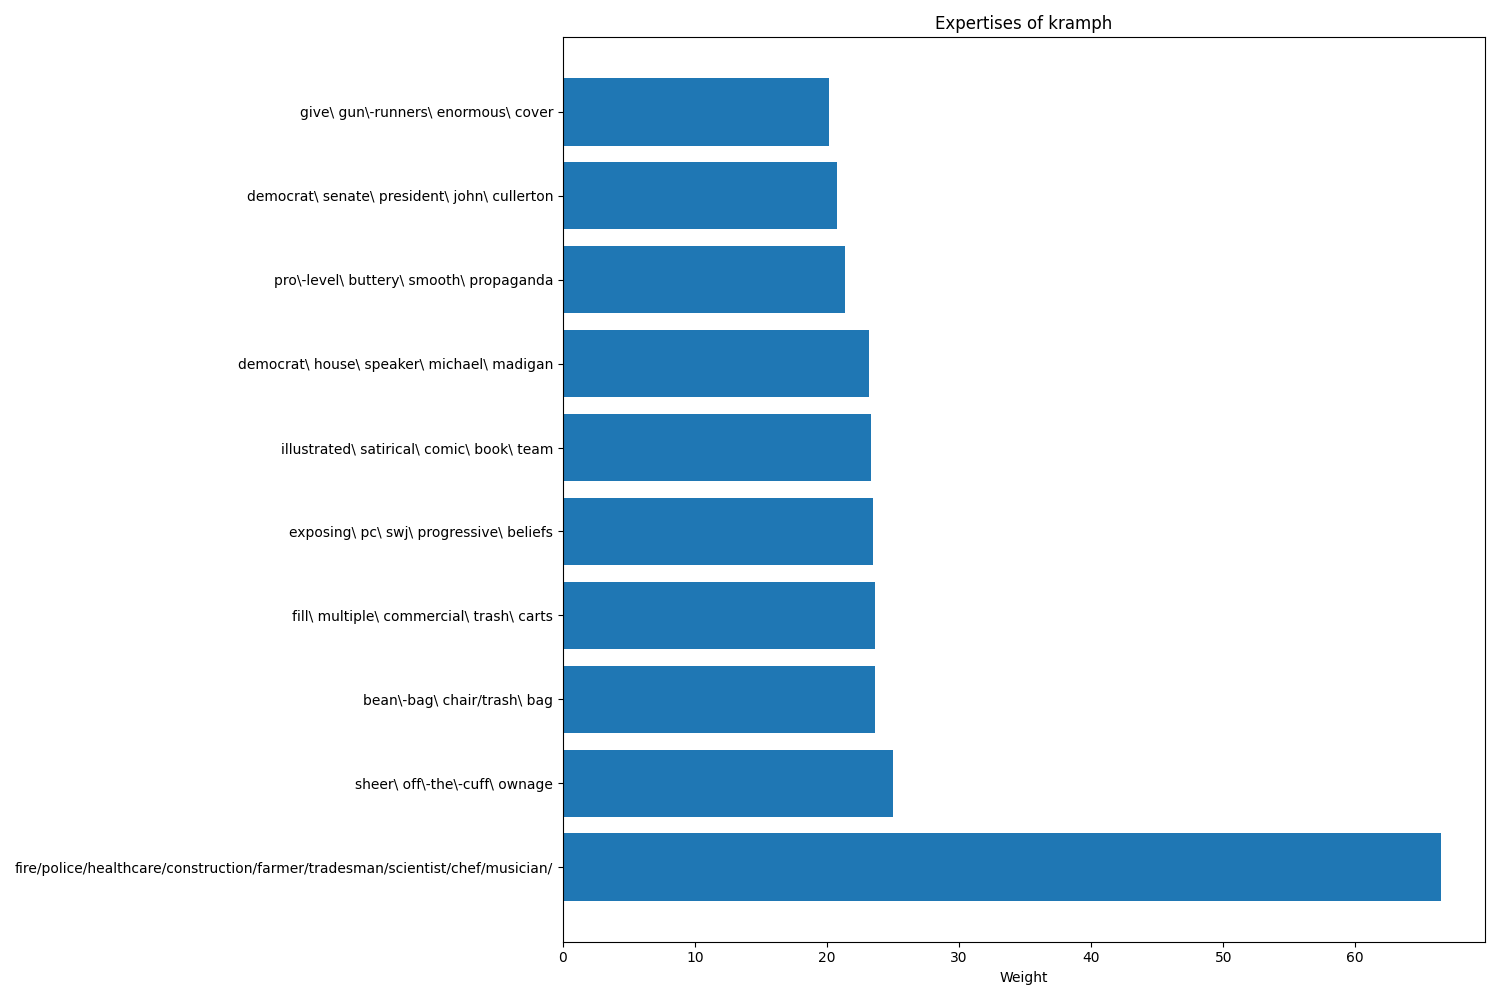 Expertises of kramph
give\ gun\-runners\ enormous\ cover
democrat\ senate\ president\ john\ cullerton
pro\-level\ buttery\ smooth\ propaganda
democrat\ house\ speaker\ michael\ madigan
illustrated\ satirical\ comic\ book\ team
exposing\ pc\ swj\ progressive\ beliefs
fill\ multiple\ commercial\ trash\ carts
bean\-bag\ chair/trash\ bag
sheer\ off\-the\-cuff\ ownage
fire/police/healthcare/construction/farmer/tradesman/scientist/chef/musician/
0 10 20 30 40 50 60
Weight